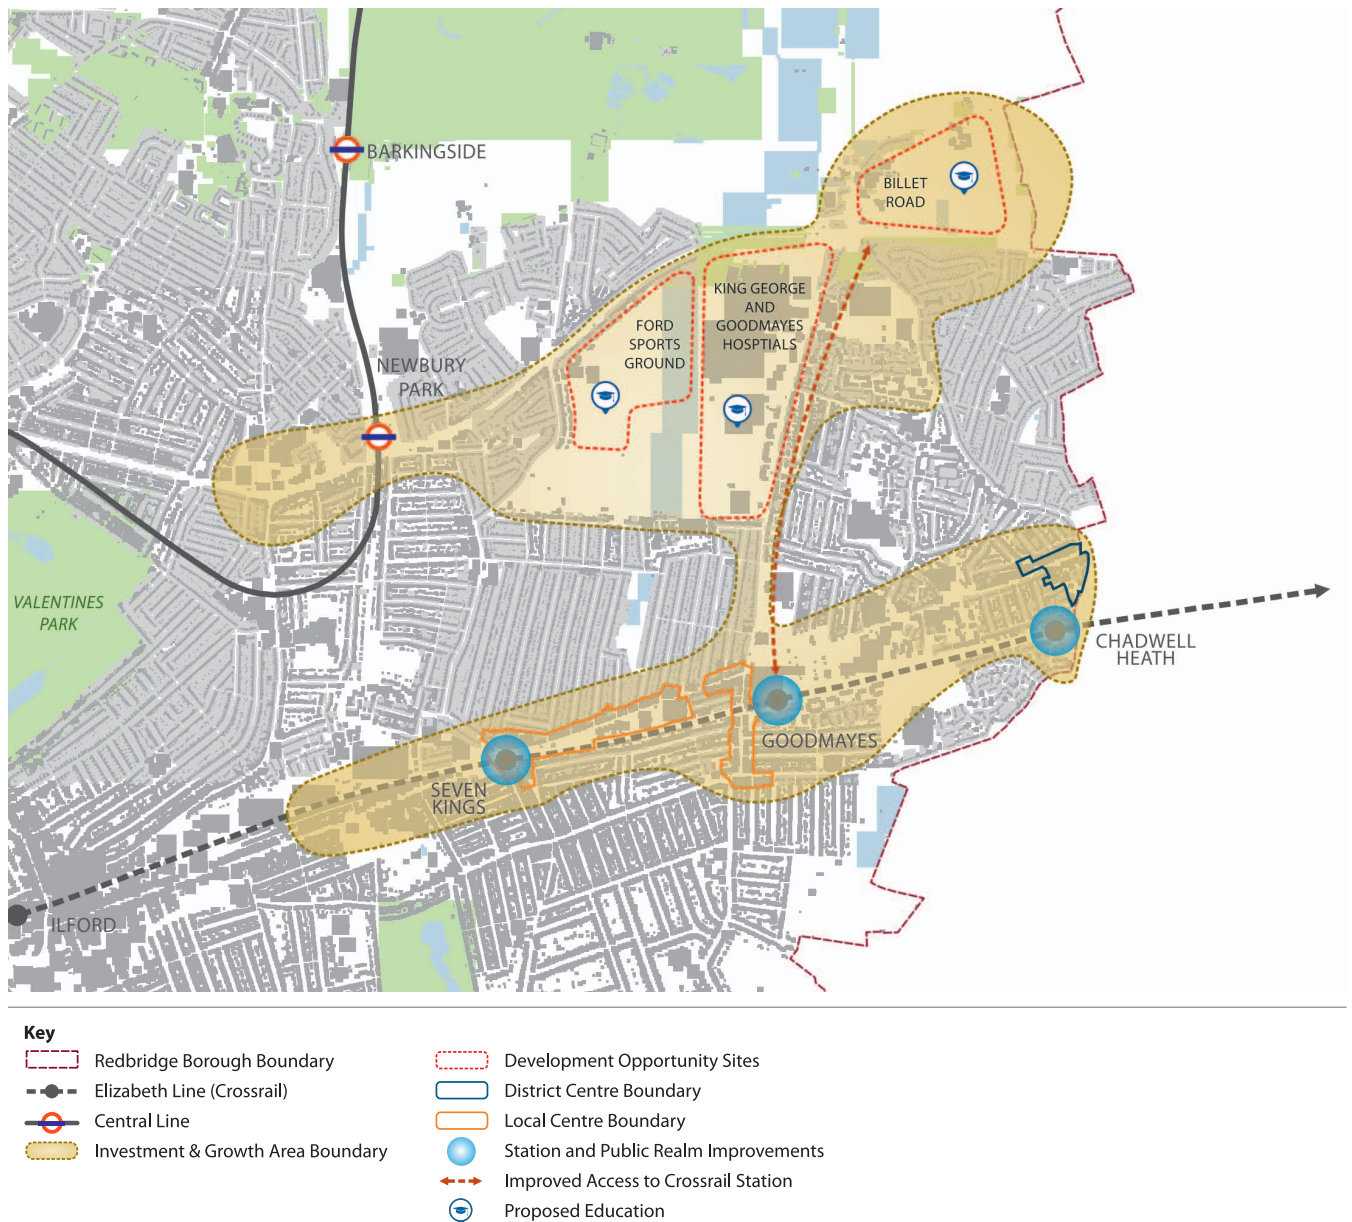 BARKINGSIDE
BILLET
ROAD
KING GEORGE
AND
GOODMAYES
HOSPTIALS
FORD
SPORTS
GROUND
NEWBURY
PARK
VALENTINES
PARK
CHADWELL
HEATH
GOODMAYES
SEVEN
KINGS
ILFORD
Key
Redbridge Borough Boundary
Elizabeth Line (Crossrail)
Central Line
Investment & Growth Area Boundary
Development Opportunity Sites
District Centre Boundary
Local Centre Boundary
Station and Public Realm Improvements
Improved Access to Crossrail Station
Proposed Education